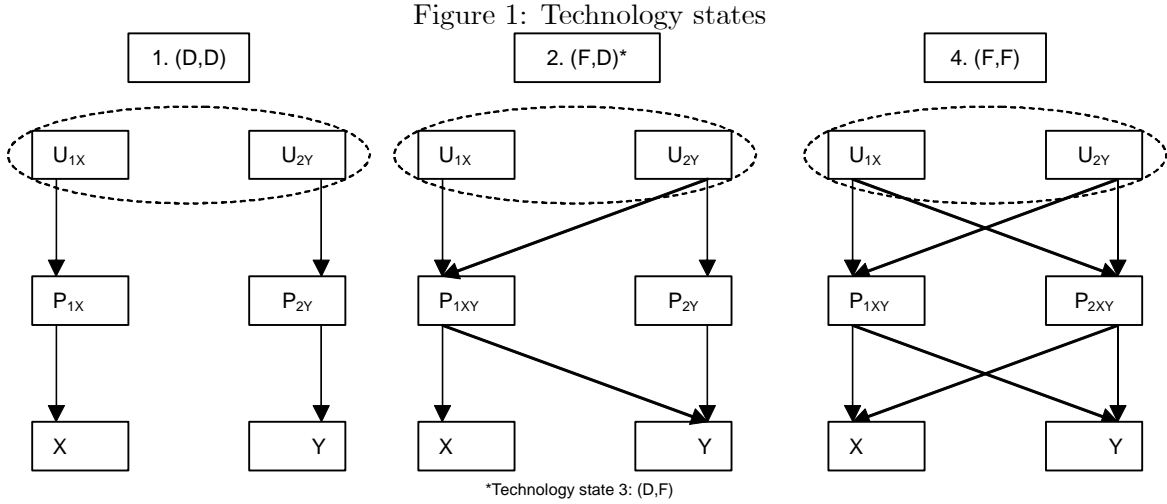 Figure 1: Technology states
1. (D,D) 2. (F,D)* 4. (F,F)
U1X U2Y U1X U2Y U1X U2Y
P1X P2Y P1XY P2Y P1XY P2XY
X Y X Y X Y
*Technology state 3: (D,F)